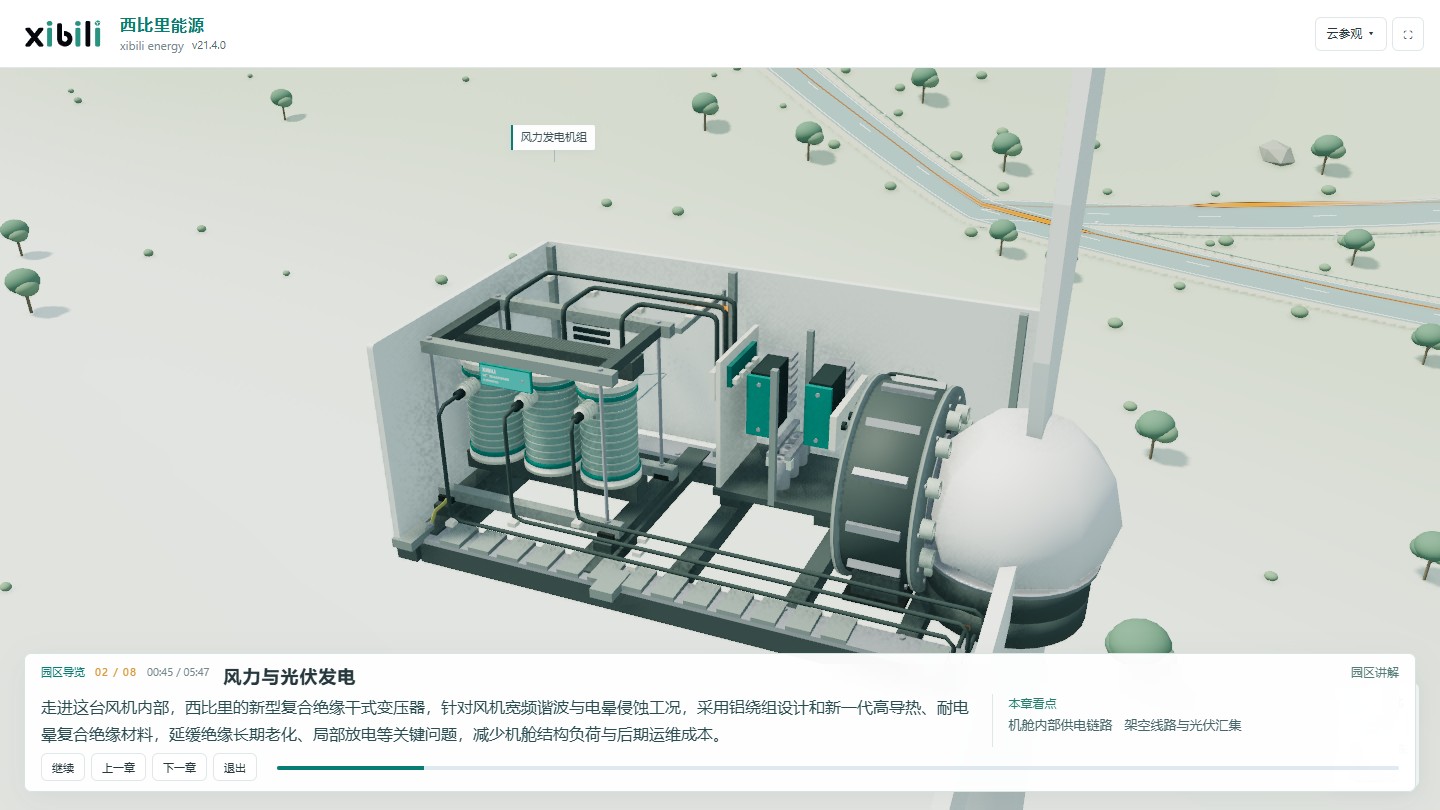 xibili
西比里能源
xibili energy v21.4.0
云参观
风力发电机组
园区导览 02 / 08 00:45 / 05:47 风力与光伏发电
园区讲解
走进这台风机内部，西比里的新型复合绝缘干式变压器，针对风机宽频谐波与电晕侵蚀工况，采用铝绕组设计和新一代高导热、耐电
晕复合绝缘材料，延缓绝缘长期老化、局部放电等关键问题，减少机舱结构负荷与后期运维成本。
本章看点
机舱内部供电链路 架空线路与光伏汇集
继续 上一章 下一章 退出